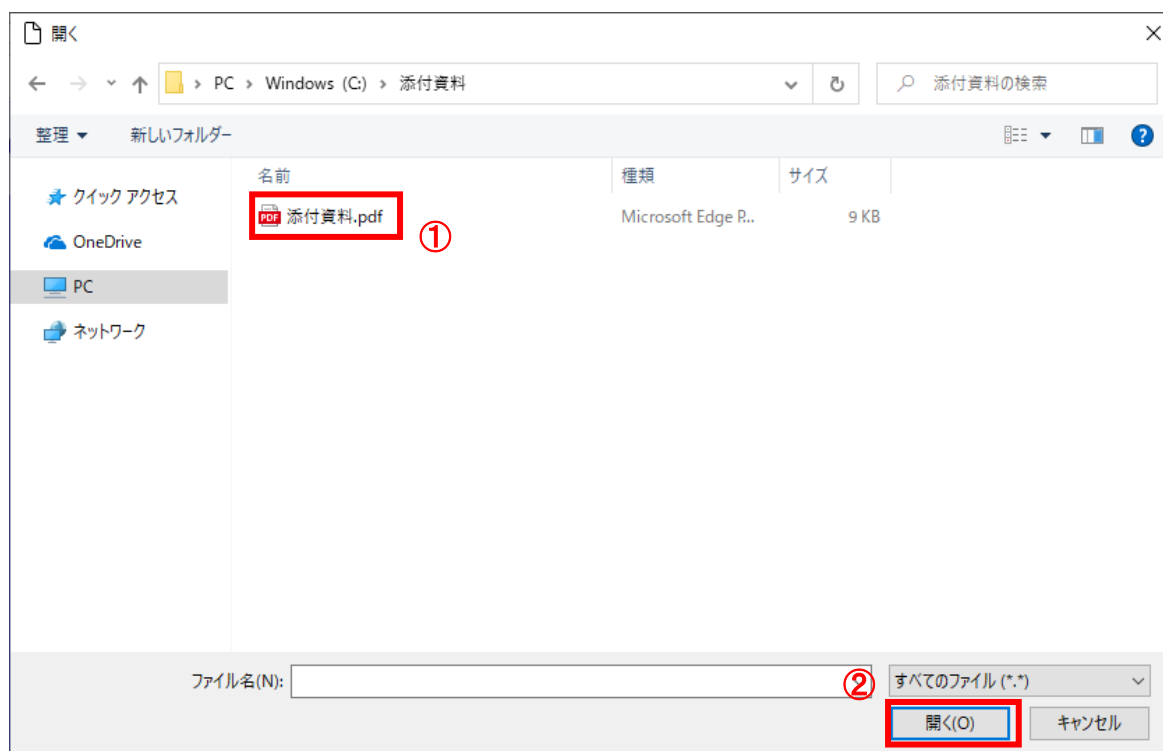 開く
PC > Windows (C:) > 添付資料
添付資料の検索
整理 新しいフォルダー
?
名前 種類 サイズ
クイック アクセス
PDF 添付資料.pdf Microsoft Edge P... 9 KB
①
OneDrive
PC
ネットワーク
ファイル名(N):
② すべてのファイル (*.*)
開く(O) キャンセル